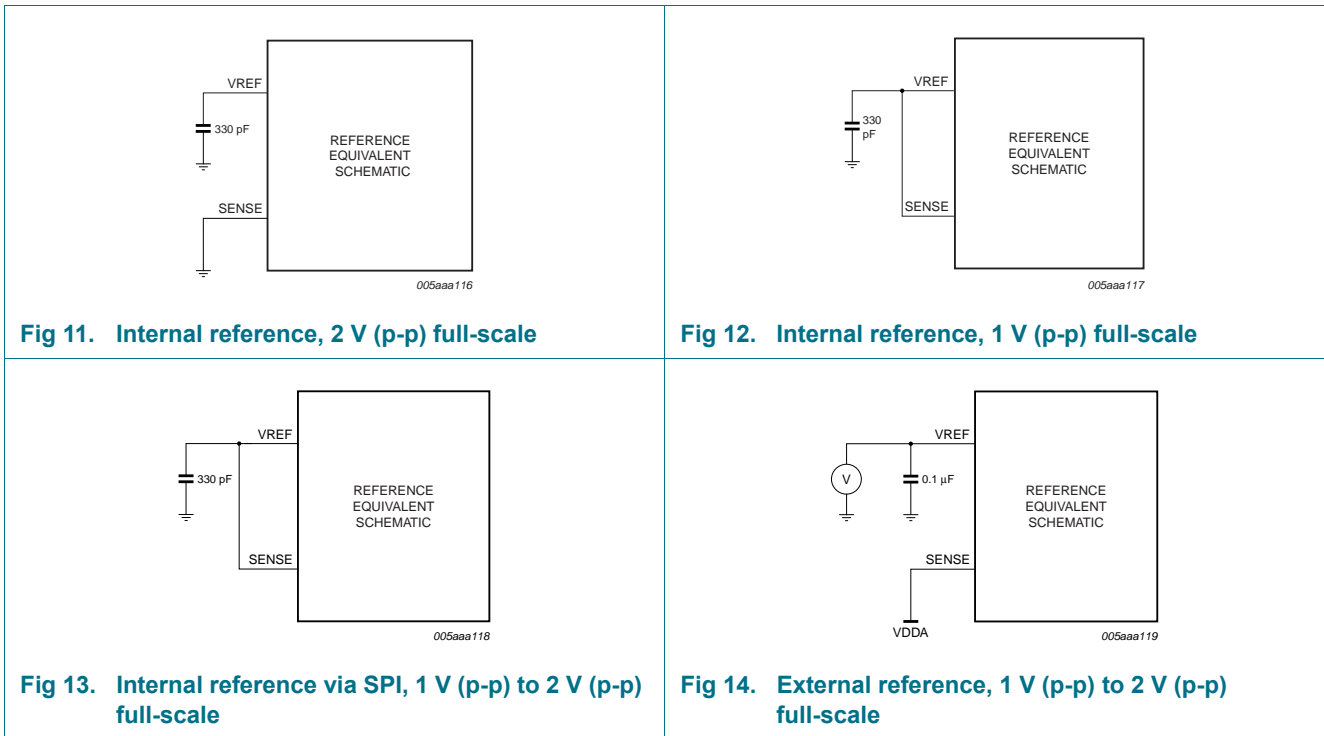 VREF
330 pF
REFERENCE
EQUIVALENT
SCHEMATIC
SENSE
005aaa116
Fig 11. Internal reference, 2 V (p-p) full-scale
VREF
330
pF
REFERENCE
EQUIVALENT
SCHEMATIC
SENSE
005aaa117
Fig 12. Internal reference, 1 V (p-p) full-scale
VREF
330 pF
REFERENCE
EQUIVALENT
SCHEMATIC
SENSE
005aaa118
Fig 13. Internal reference via SPI, 1 V (p-p) to 2 V (p-p)
full-scale
VREF
V
0.1 μF
REFERENCE
EQUIVALENT
SCHEMATIC
SENSE
VDDA
005aaa119
Fig 14. External reference, 1 V (p-p) to 2 V (p-p)
full-scale